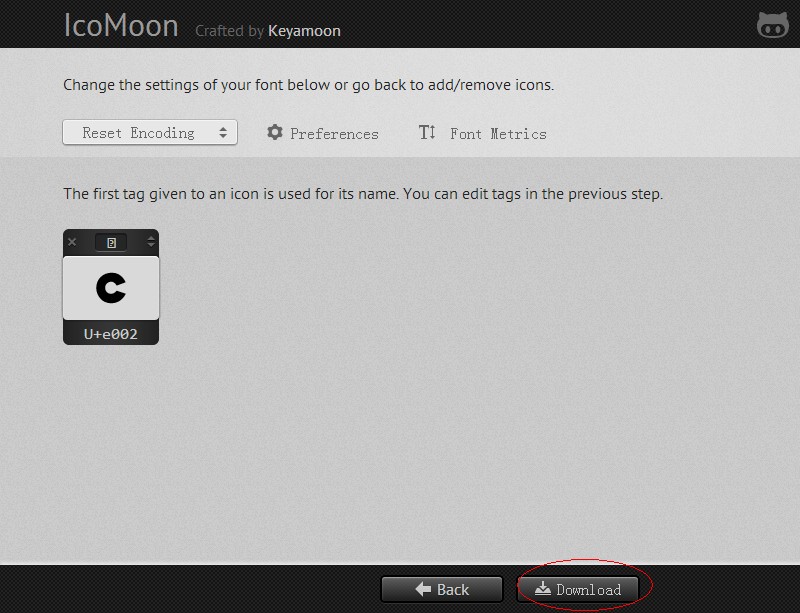 IcoMoon Crafted by Keyamoon
Change the settings of your font below or go back to add/remove icons.
Reset Encoding Preferences Font Metrics
The first tag given to an icon is used for its name. You can edit tags in the previous step.
U+e002
Back Download